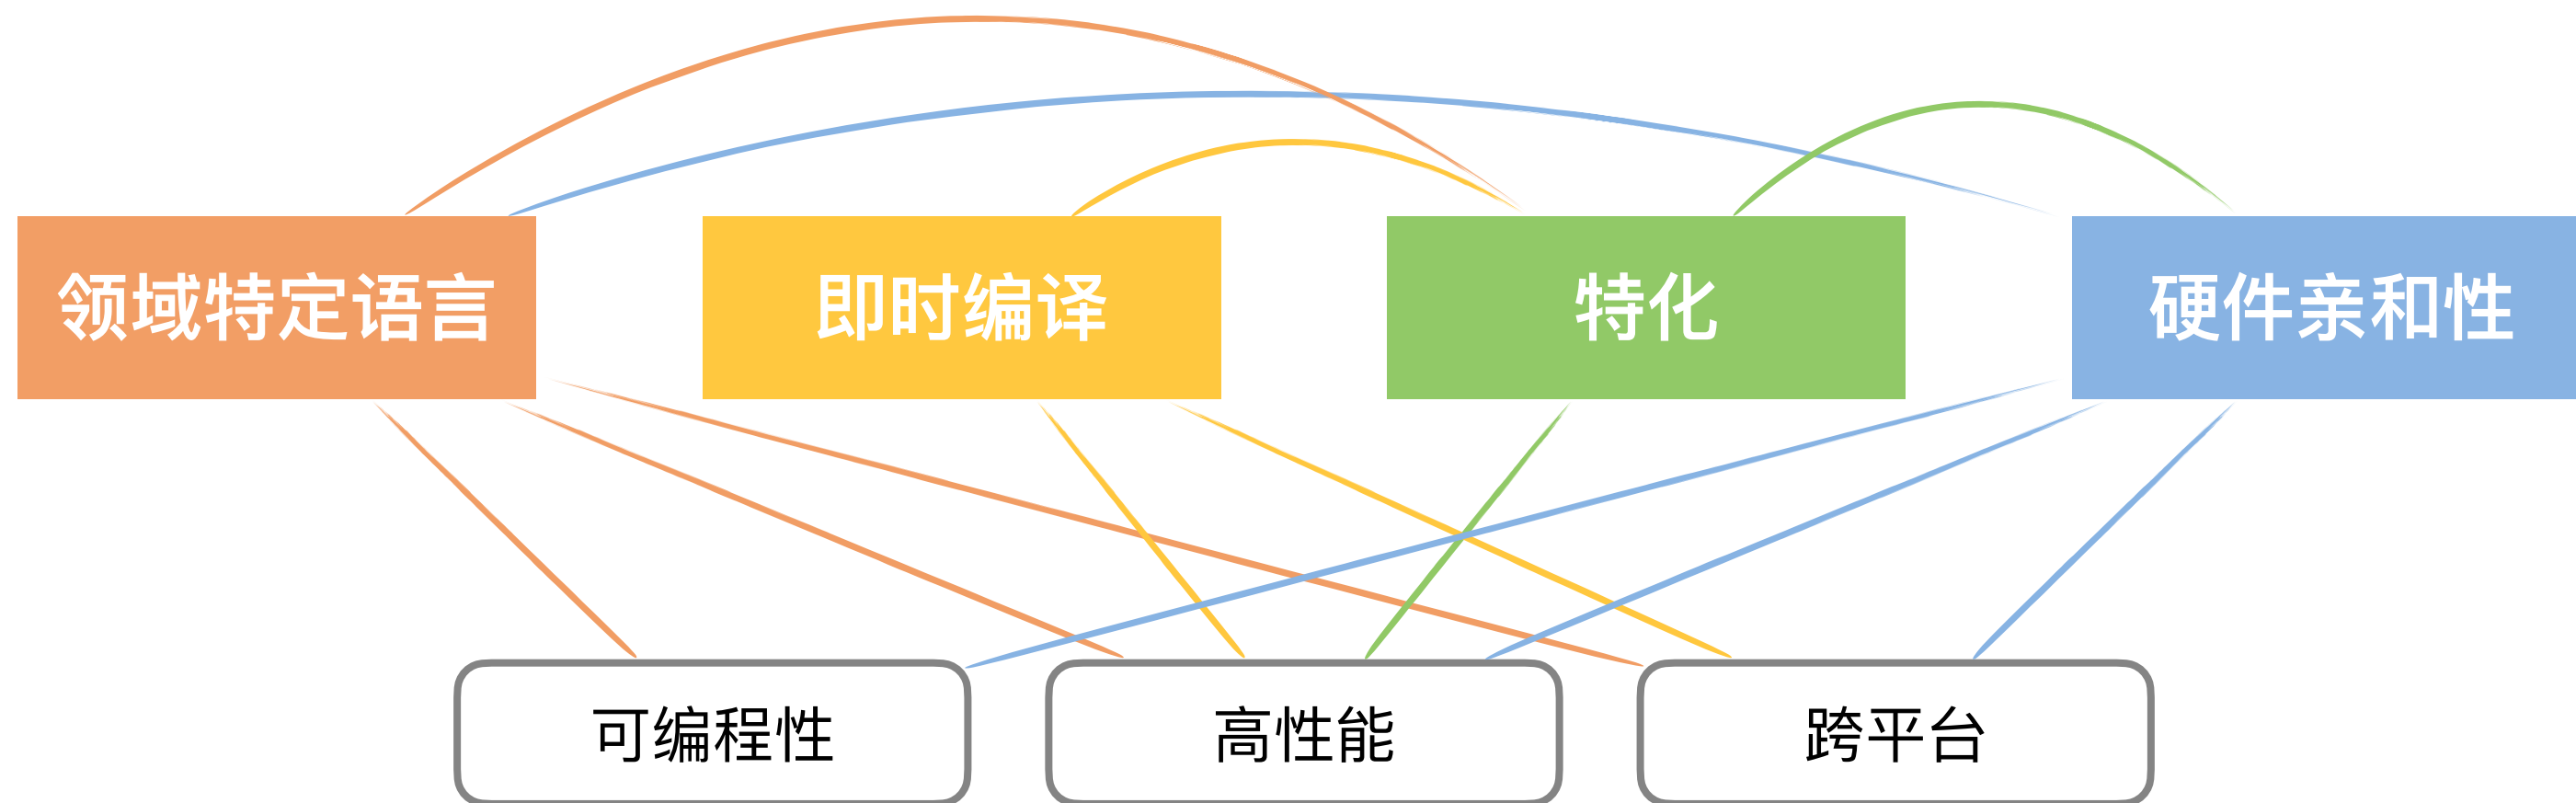 领域特定语言
即时编译
特化
硬件亲和性
可编程性
高性能
跨平台